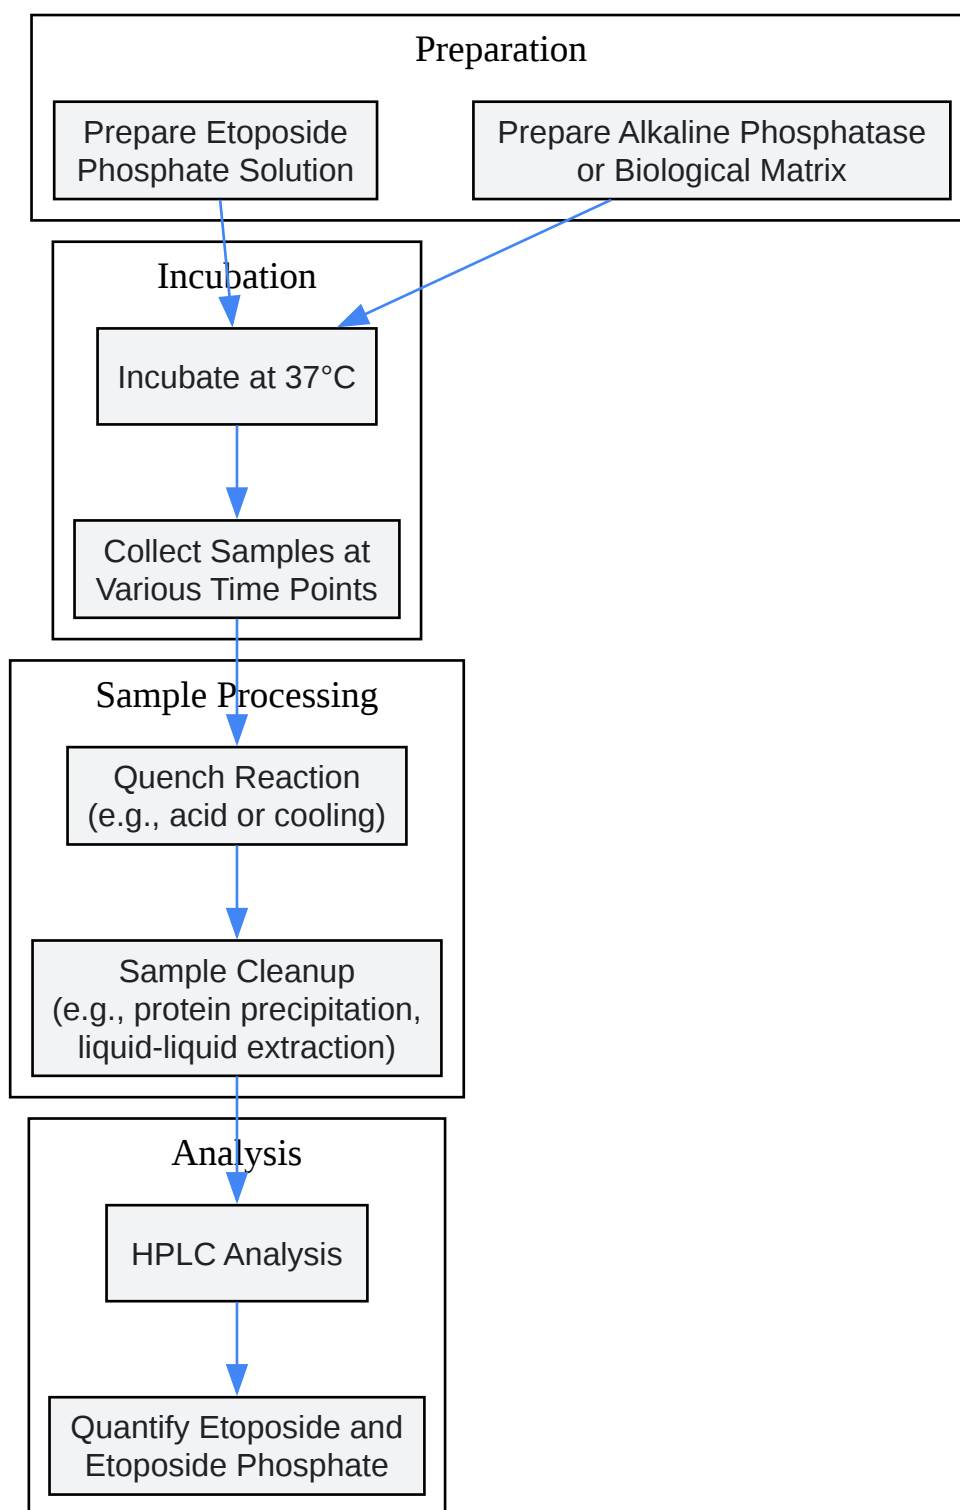 Preparation
Prepare Etoposide
Phosphate Solution
Prepare Alkaline Phosphatase
or Biological Matrix
Incubation
Incubate at 37°C
Collect Samples at
Various Time Points
Sample Processing
Quench Reaction
(e.g., acid or cooling)
Sample Cleanup
(e.g., protein precipitation,
liquid-liquid extraction)
Analysis
HPLC Analysis
Quantify Etoposide and
Etoposide Phosphate